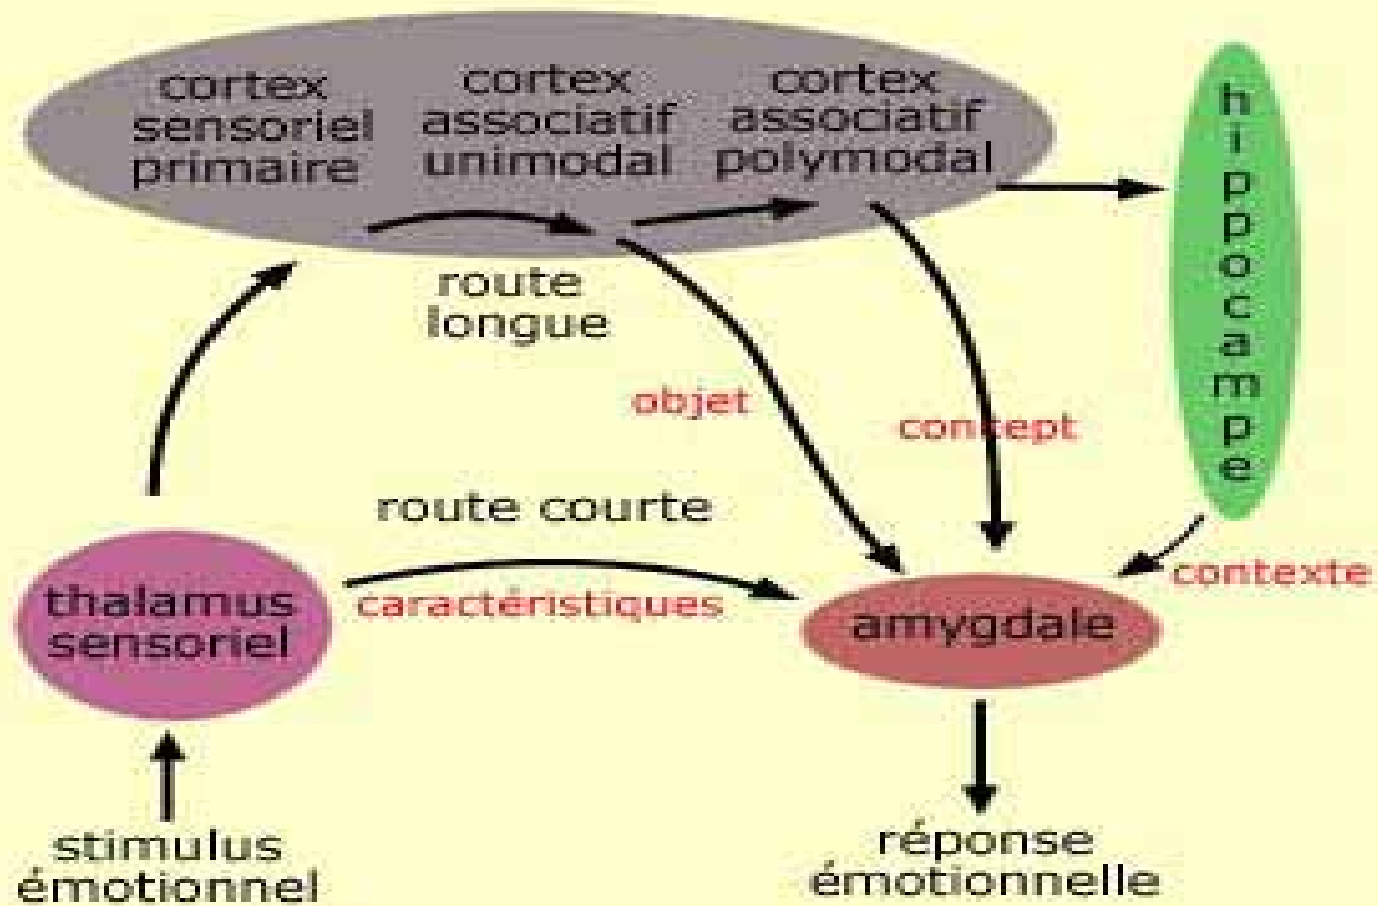 cortex
sensoriel
primaire
cortex
associatif
unimodal
cortex
associatif
polymodal
hippocampe
route
longue
objet
concept
route courte
caractéristiques
contexte
thalamus
sensoriel
amygdale
stimulus
émotionnel
réponse
émotionnelle